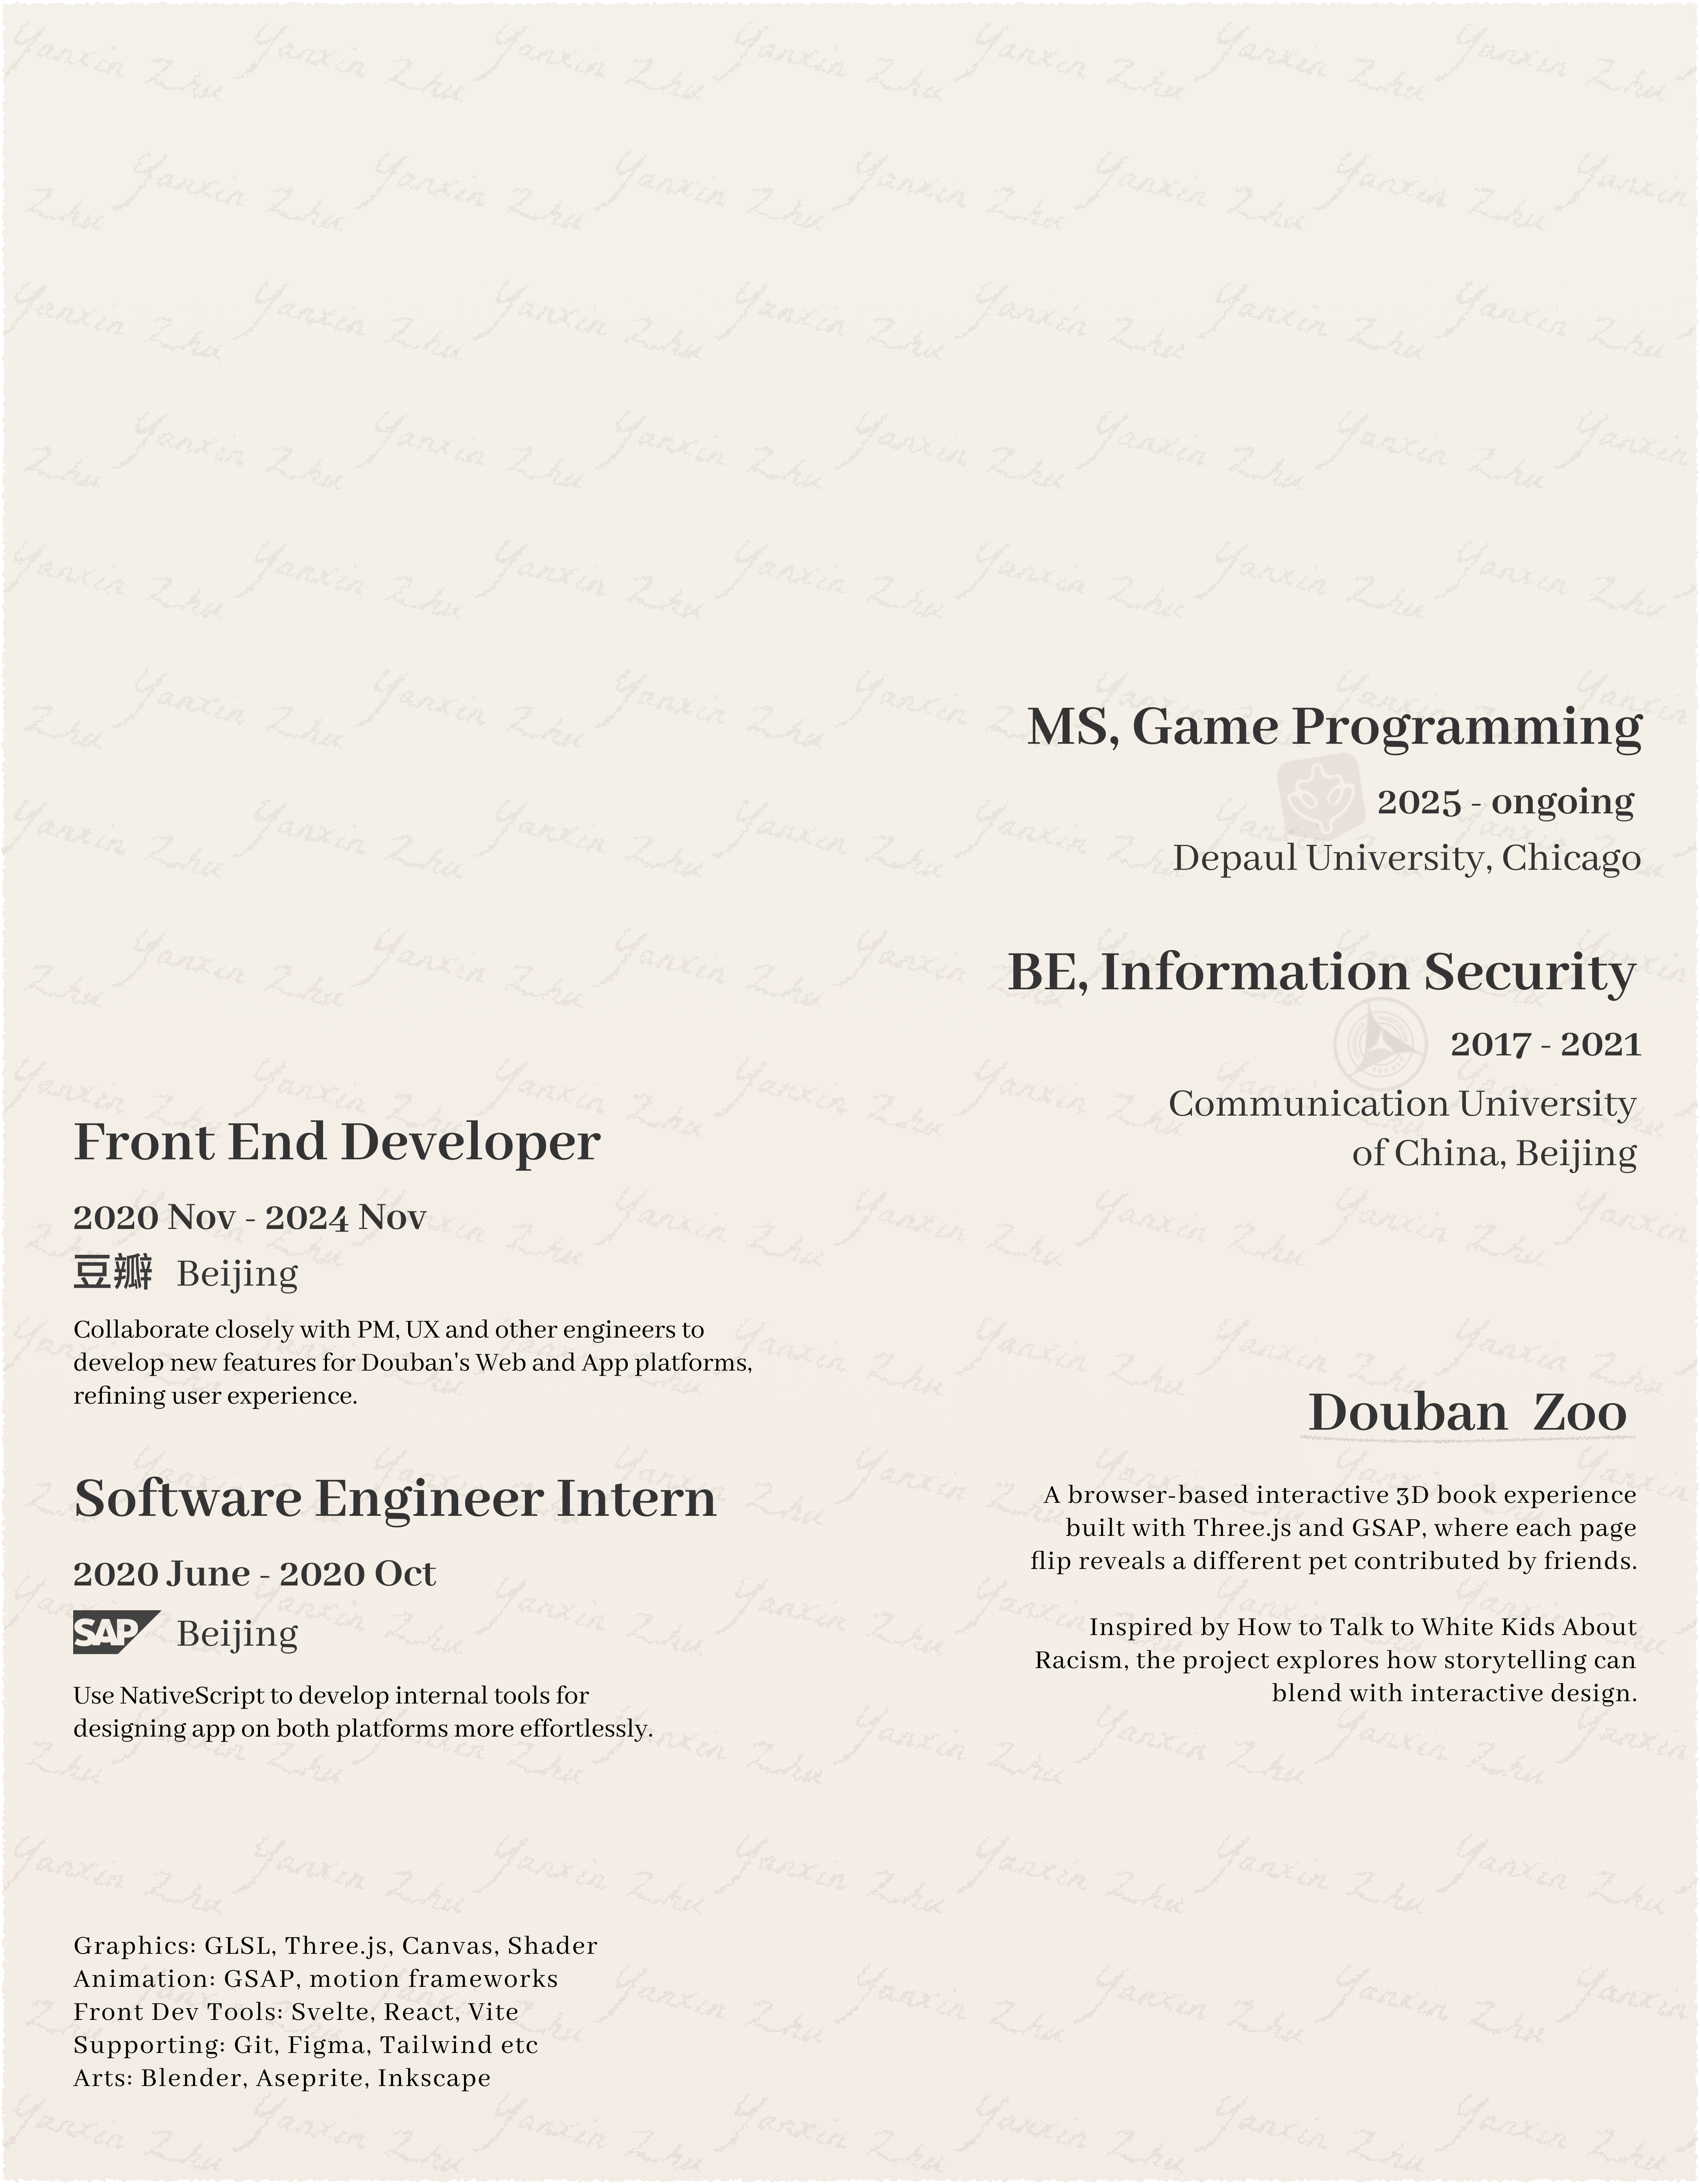 Yanxin Zhu
MS, Game Programming
2025 - ongoing
Depaul University, Chicago
BE, Information Security
2017 - 2021
Communication University
of China, Beijing
Front End Developer
2020 Nov - 2024 Nov
豆瓣 Beijing
Collaborate closely with PM, UX and other engineers to
develop new features for Douban's Web and App platforms,
refining user experience.
Software Engineer Intern
2020 June - 2020 Oct
SAP Beijing
Use NativeScript to develop internal tools for
designing app on both platforms more effortlessly.
Douban Zoo
A browser-based interactive 3D book experience
built with Three.js and GSAP, where each page
flip reveals a different pet contributed by friends.
Inspired by How to Talk to White Kids About
Racism, the project explores how storytelling can
blend with interactive design.
Graphics: GLSL, Three.js, Canvas, Shader
Animation: GSAP, motion frameworks
Front Dev Tools: Svelte, React, Vite
Supporting: Git, Figma, Tailwind etc
Arts: Blender, Aseprite, Inkscape